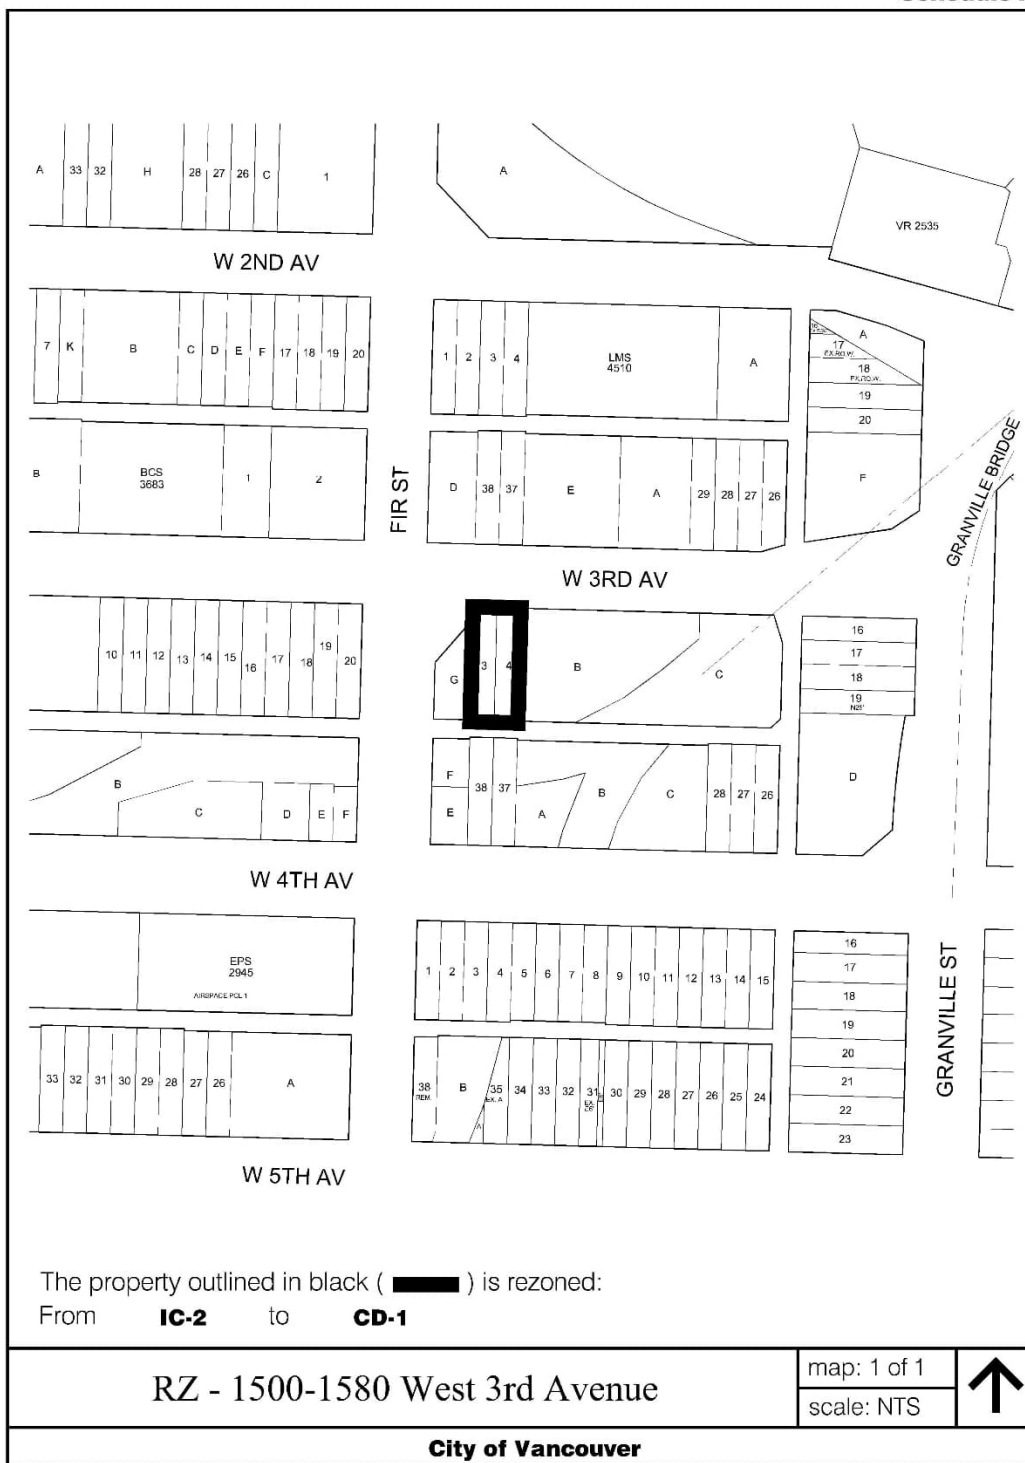 A 33 32 H 28 27 26 C 1 A
VR 2535
W 2ND AV
7 K B C D E F 17 18 19 20
1 2 3 4 LMS 4510 A
A
17
EX.RD.W.
18
EX.RD.W.
19
20
F
B BCS 3683 1 2
FIR ST
D 38 37 E A 29 28 27 26
GRANVILLE BRIDGE
W 3RD AV
10 11 12 13 14 15 16 17 18 19 20
G 3 4 B C
16
17
18
19
N25'
D
B C D E F
F E 38 37 A B C 28 27 26
W 4TH AV
EPS
2945
AIRSPACE PCL 1
1 2 3 4 5 6 7 8 9 10 11 12 13 14 15
16
17
18
19
20
21
22
23
GRANVILLE ST
33 32 31 30 29 28 27 26 A
38 REM. B A 35 EX. A 34 33 32 31 30 29 28 27 26 25 24
W 5TH AV
The property outlined in black ( ) is rezoned:
From IC-2 to CD-1
RZ - 1500-1580 West 3rd Avenue
map: 1 of 1
scale: NTS
City of Vancouver